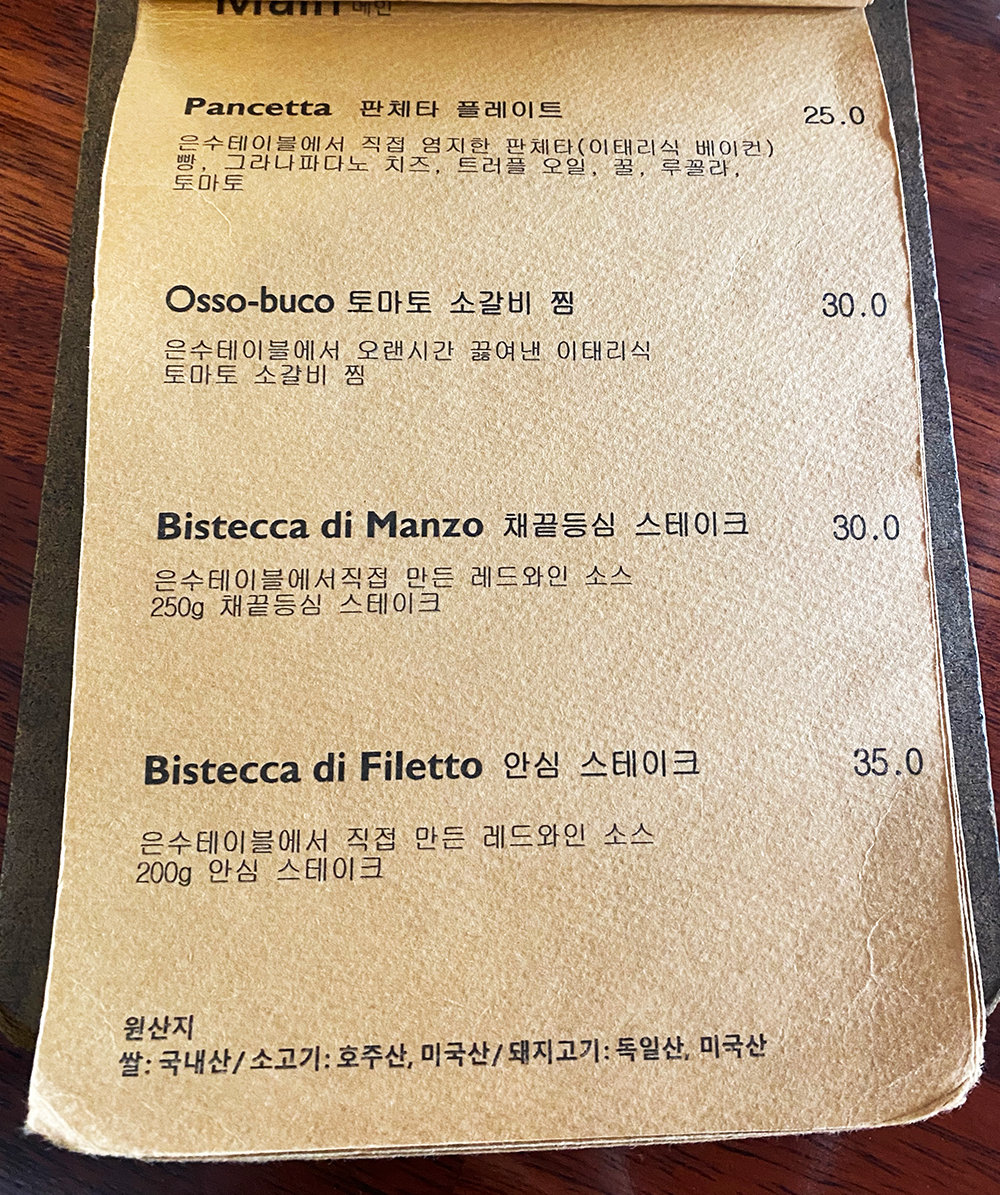 Main 메인
Pancetta 판체타 플레이트 25.0
은수테이블에서 직접 염지한 판체타(이태리식 베이컨)
빵, 그라나파다노 치즈, 트러플 오일, 꿀, 루꼴라,
토마토
Osso-buco 토마토 소갈비 찜 30.0
은수테이블에서 오랜시간 끓여낸 이태리식
토마토 소갈비 찜
Bistecca di Manzo 채끝등심 스테이크 30.0
은수테이블에서직접 만든 레드와인 소스
250g 채끝등심 스테이크
Bistecca di Filetto 안심 스테이크 35.0
은수테이블에서 직접 만든 레드와인 소스
200g 안심 스테이크
원산지
쌀: 국내산/ 소고기: 호주산, 미국산/ 돼지고기: 독일산, 미국산